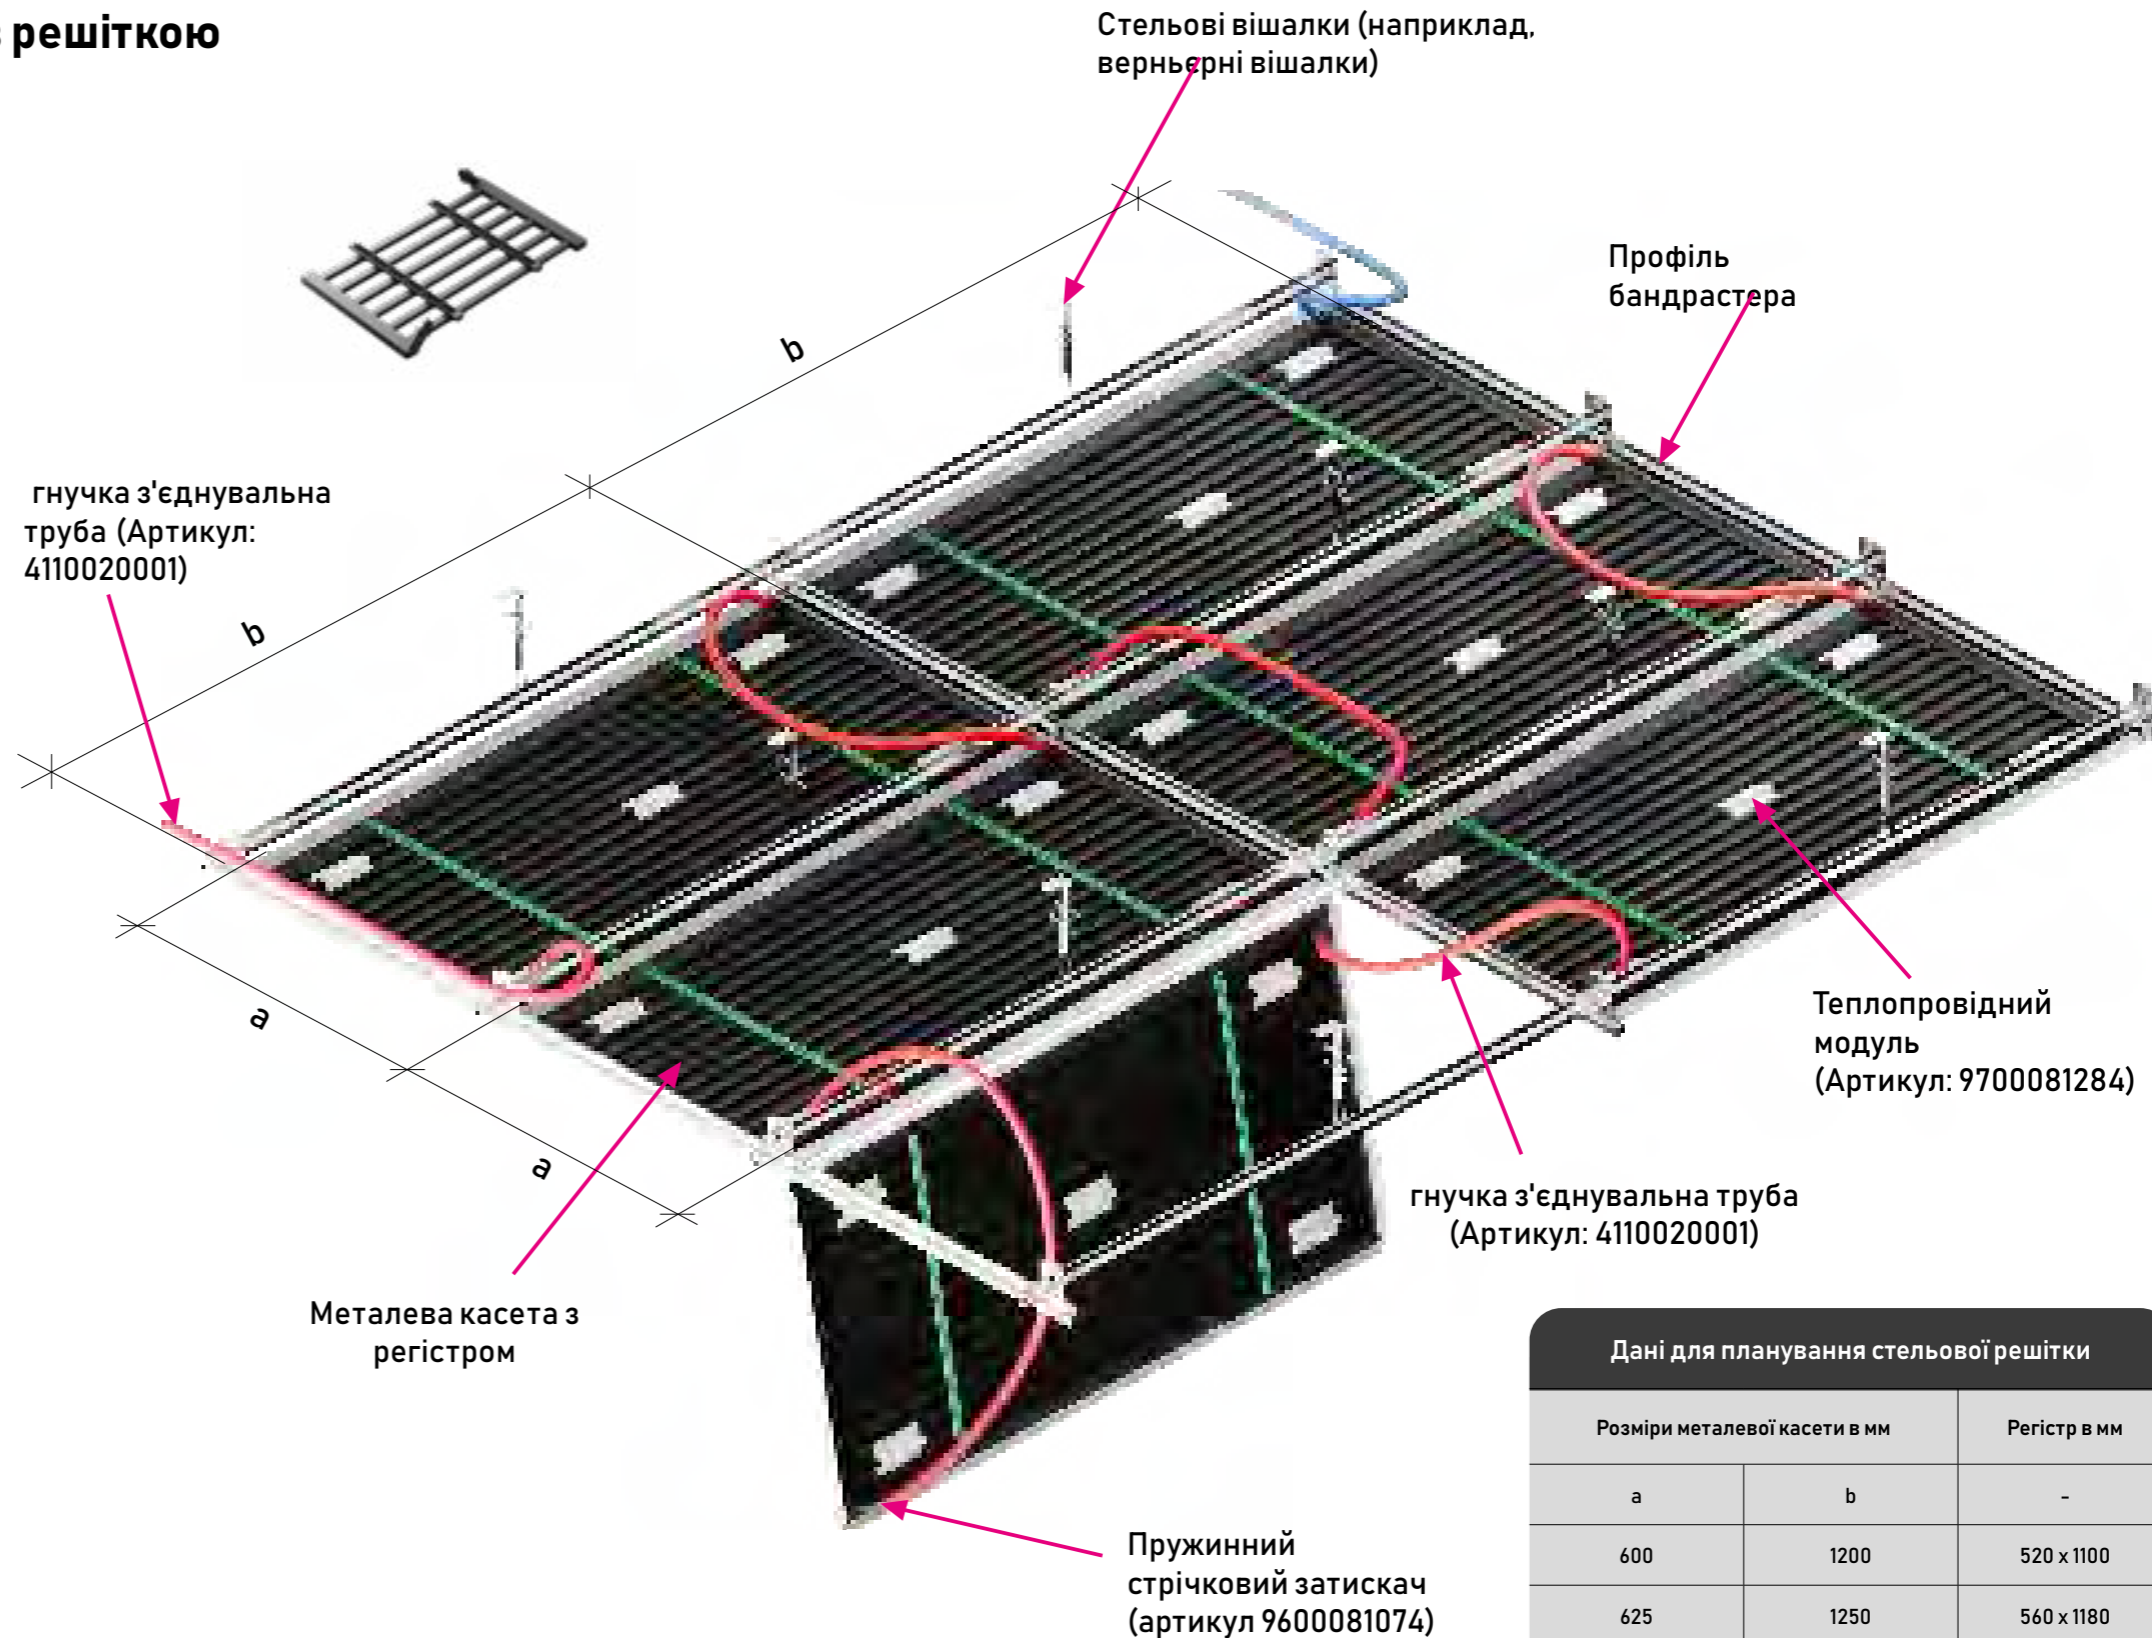 решіткою
Стельові вішалки (наприклад,
верньєрні вішалки)
Профіль
бандрастера
b
гнучка з'єднувальна
труба (Артикул:
4110020001)
b
a
a
Теплопровідний
модуль
(Артикул: 9700081284)
гнучка з'єднувальна труба
(Артикул: 4110020001)
Металева касета з
регістром
Пружинний
стрічковий затискач
(артикул 9600081074)
Дані для планування стельової решітки
Розміри металевої касети в мм Регістр в мм
a b -
600 1200 520 x 1100
625 1250 560 x 1180